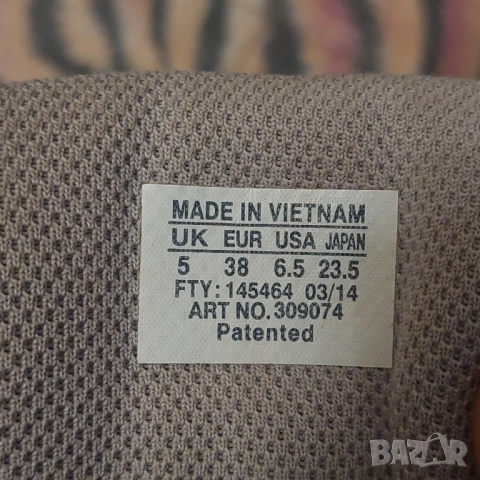 MADE IN VIETNAM
UK EUR USA JAPAN
5 38 6.5 23.5
FTY: 145464 03/14
ART NO. 309074
Patented
BAZAR